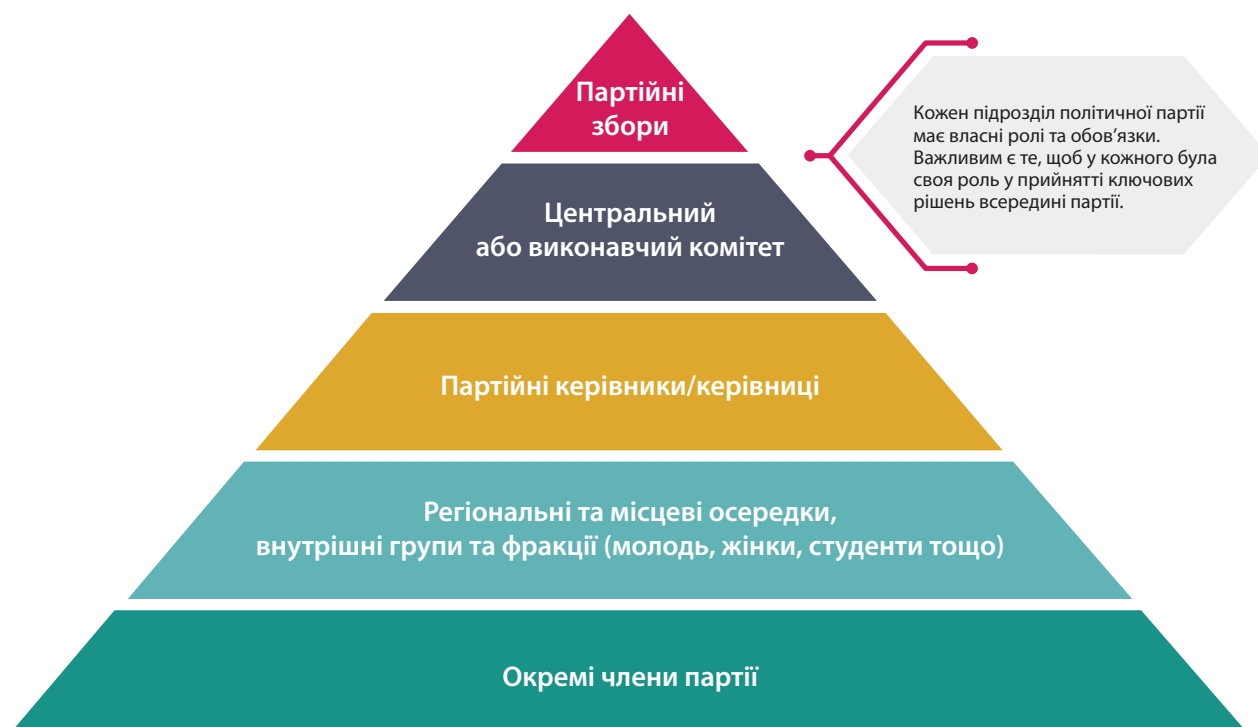 Партійні
збори
Кожен підрозділ політичної партії
має власні ролі та обов’язки.
Важливим є те, щоб у кожного була
своя роль у прийнятті ключових
рішень всередині партії.
Центральний
або виконавчий комітет
Партійні керівники/керівниці
Регіональні та місцеві осередки,
внутрішні групи та фракції (молодь, жінки, студенти тощо)
Окремі члени партії